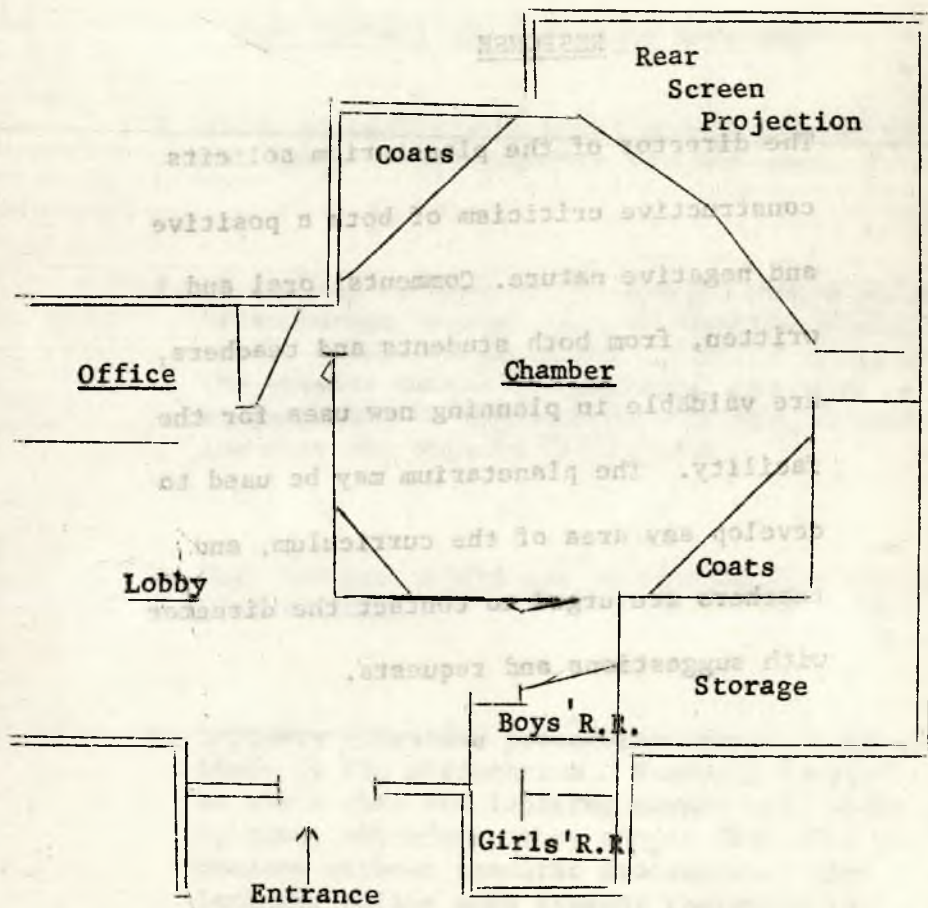 Rear
Screen
Projection
Coats
Office
Chamber
Lobby
Coats
Storage
Boys' R.R.
Girls' R.R.
Entrance
RESPONSE
The director of the planetarium solicits
constructive criticism of both a positive
and negative nature. Comments, oral and
written, from both students and teachers,
are valuable in planning new uses for the
facility. The planetarium may be used to
develop any area of the curriculum, and
teachers are urged to contact the director
with suggestions and requests.